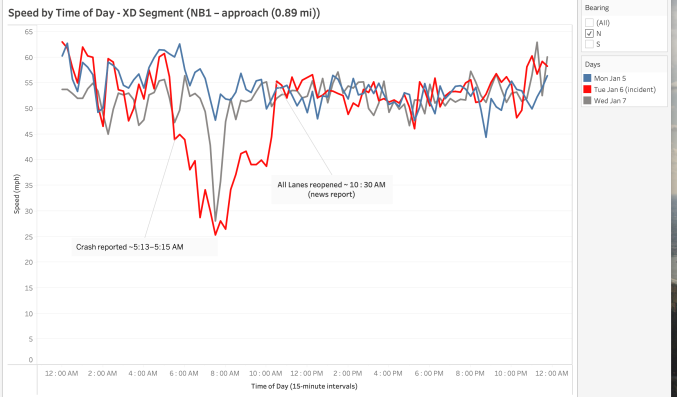 Speed by Time of Day - XD Segment (NB1 – approach (0.89 mi))
65
60
55
50
45
40
35
30
25
20
15
10
5
0
Speed (mph)
All Lanes reopened ~ 10 : 30 AM
(news report)
Crash reported ~5:13–5:15 AM
12 : 00 AM 2 : 00 AM 4 : 00 AM 6 : 00 AM 8 : 00 AM 10 : 00 AM 12 : 00 PM 2 : 00 PM 4 : 00 PM 6 : 00 PM 8 : 00 PM 10 : 00 PM 12 : 00 AM
Time of Day (15-minute intervals)
Bearing
(All)
N
S
Days
Mon Jan 5
Tue Jan 6 (incident)
Wed Jan 7